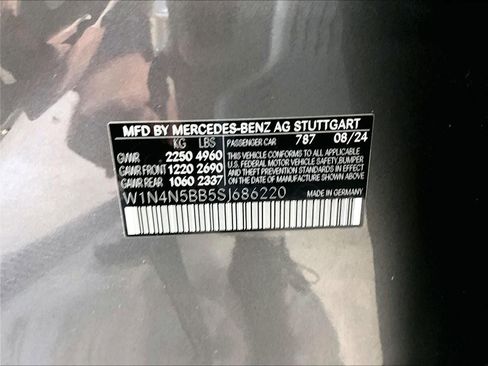 MFD BY MERCEDES-BENZ AG STUTTGART
KG LBS PASSENGER CAR 787 08/24
GVWR 2250 4960 THIS VEHICLE CONFORMS TO ALL APPLICABLE
GAWR FRONT 1220 2690 U.S. FEDERAL MOTOR VEHICLE SAFETY,BUMPER
GAWR REAR 1060 2337 AND THEFT PREVENTION STANDARDS IN EFFECT
ON THE DATE OF MANUFACTURE SHOWN ABOVE.
W1N4N5BB5SJ686220 MADE IN GERMANY